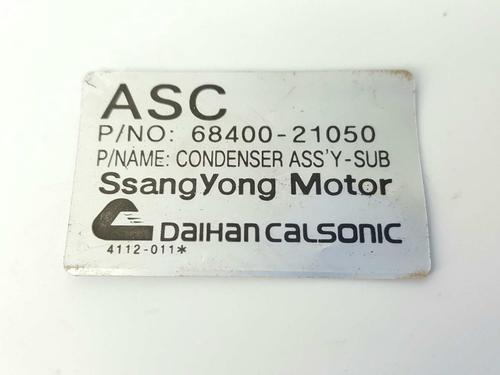 ASC
P/NO: 68400-21050
P/NAME: CONDENSER ASS'Y-SUB
SsangYong Motor
DAIHAN CALSONIC
4112-011*